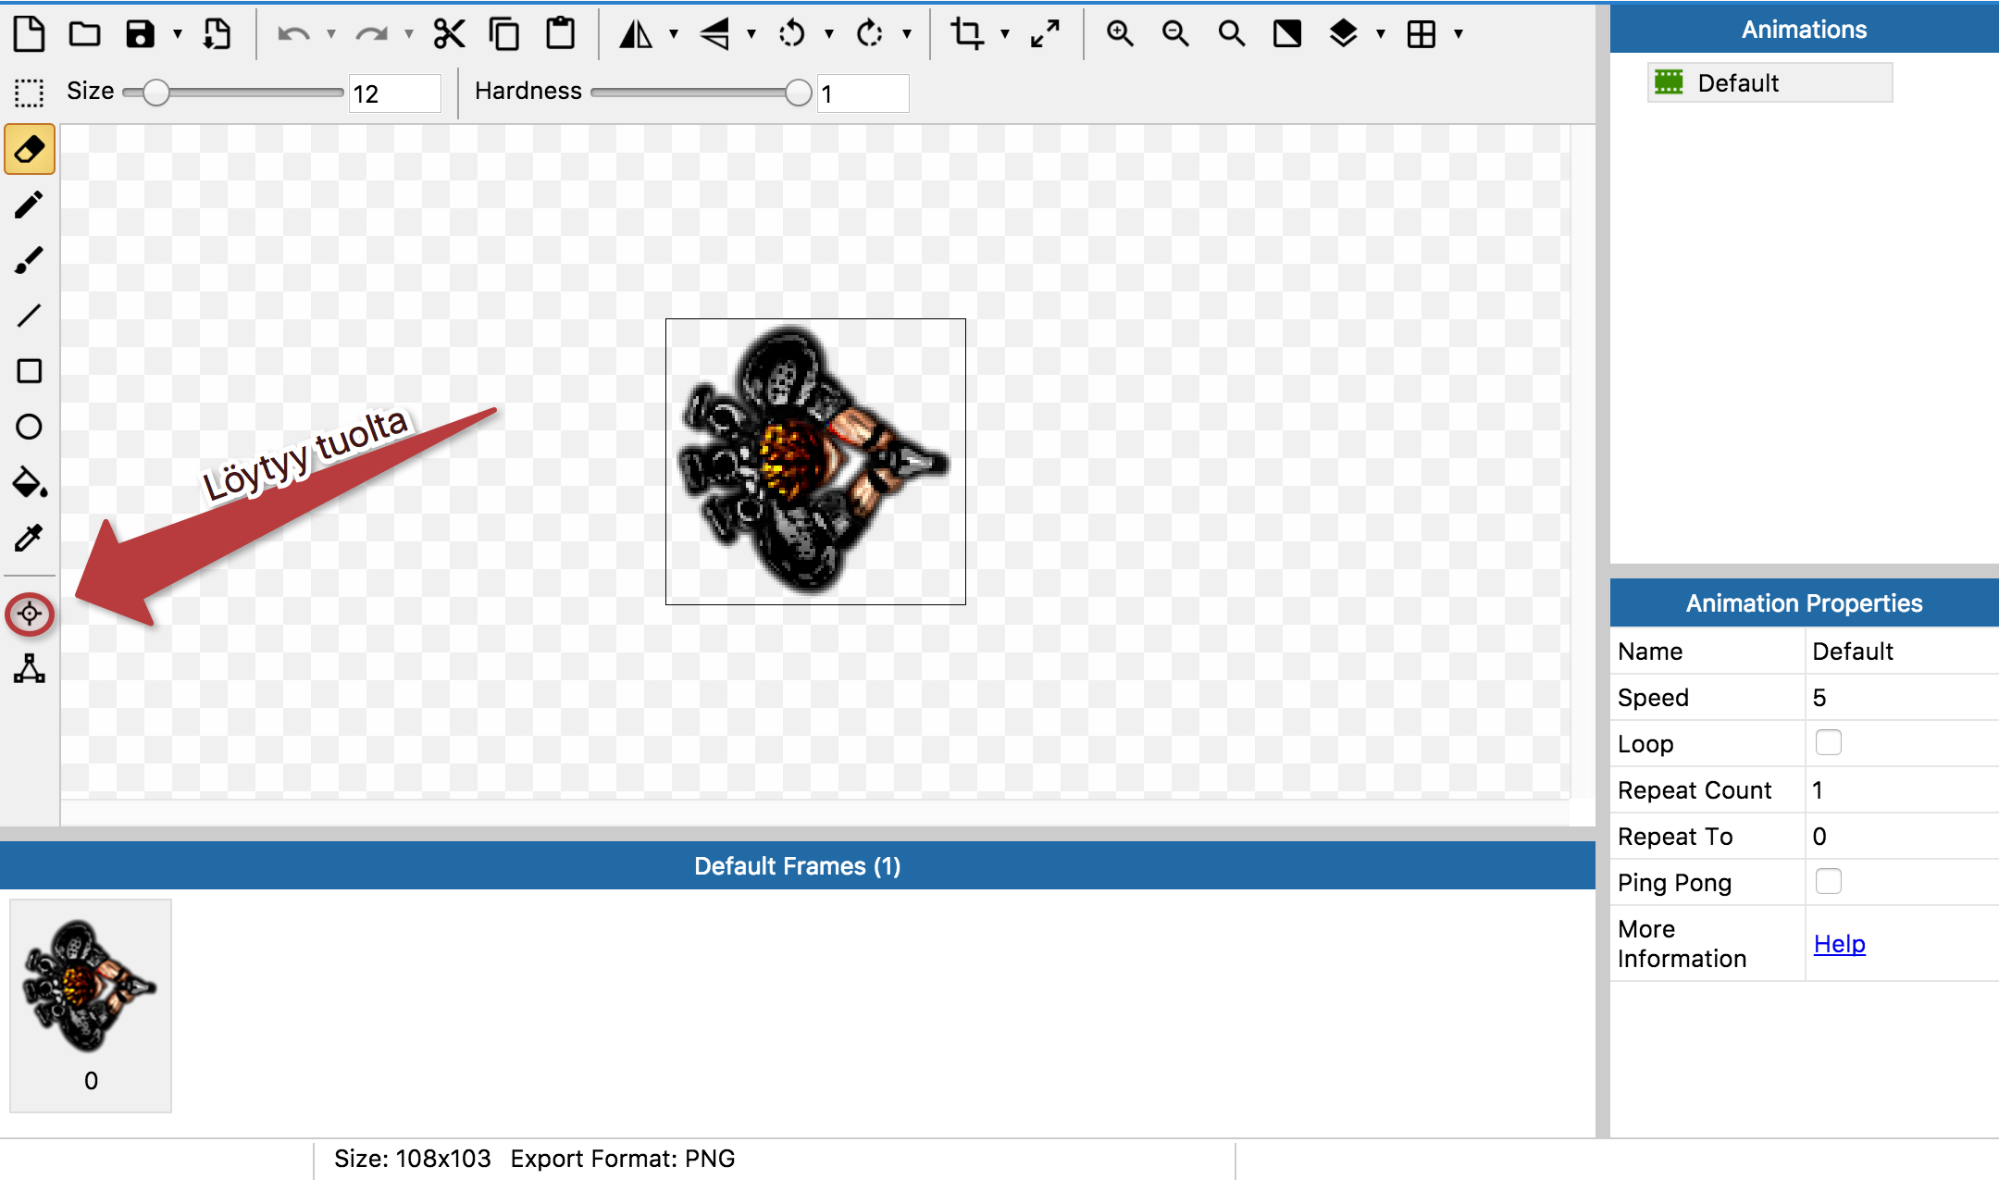 Size 12 Hardness 1
Löytyy tuolta
Default Frames (1)
0
Size: 108x103 Export Format: PNG
Animations
Default
Animation Properties
Name Default
Speed 5
Loop
Repeat Count 1
Repeat To 0
Ping Pong
More
Information Help